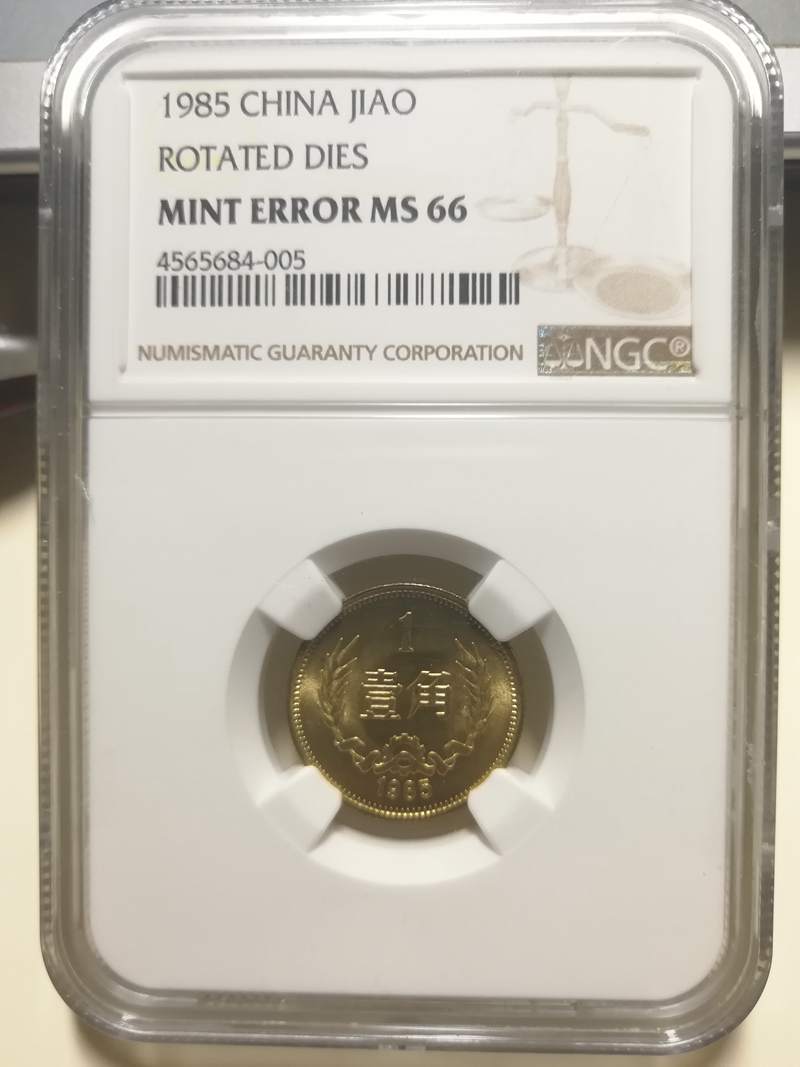 1985 CHINA JIAO
ROTATED DIES
MINT ERROR MS 66
4565684-005
NUMISMATIC GUARANTY CORPORATION
NGC®
1
壹角
1985